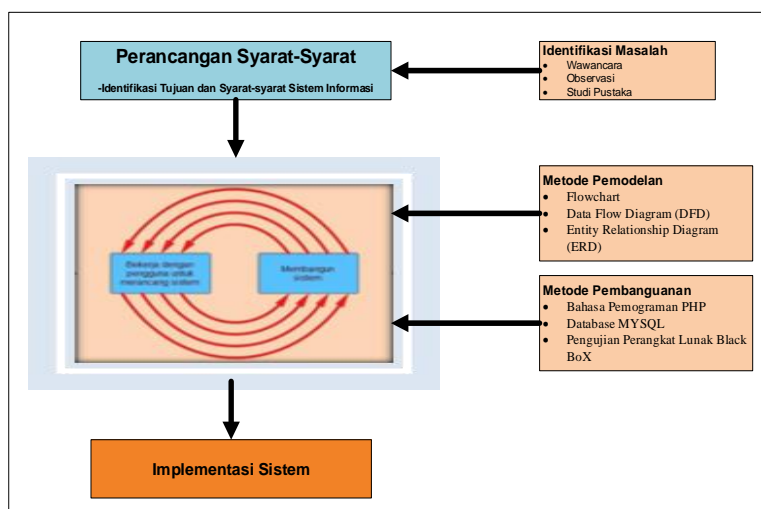 Perancangan Syarat-Syarat
-Identifikasi Tujuan dan Syarat-syarat Sistem Informasi
Identifikasi Masalah
• Wawancara
• Observasi
• Studi Pustaka
Bekerja dengan
pengguna untuk
merancang sistem
Membangun
sistem
Metode Pemodelan
• Flowchart
• Data Flow Diagram (DFD)
• Entity Relationship Diagram
(ERD)
Metode Pembanguanan
• Bahasa Pemograman PHP
• Database MYSQL
• Pengujian Perangkat Lunak Black
BoX
Implementasi Sistem